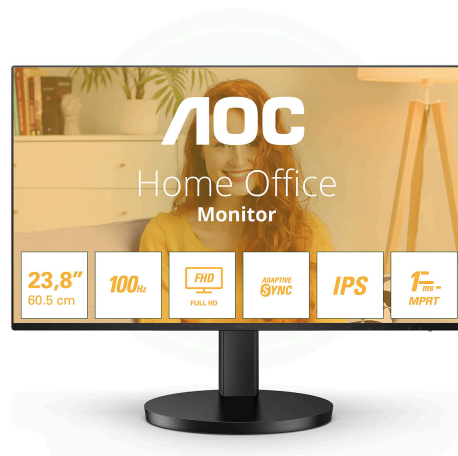 AOC
Home Office
Monitor
23,8”
60.5 cm
100Hz
FHD
FULL HD
ADAPTIVE
SYNC
IPS
1ms
MPRT